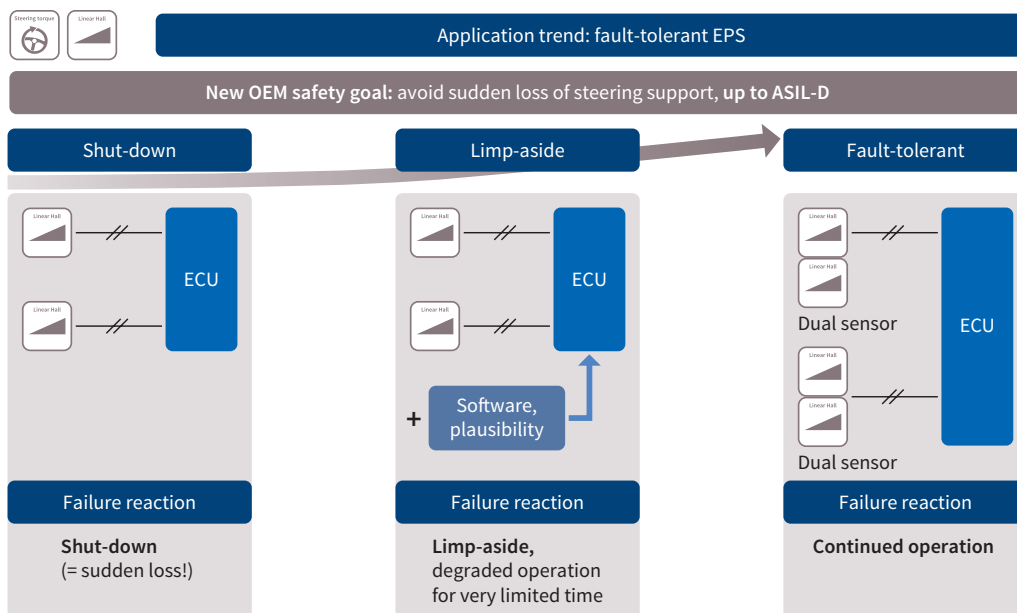 Steering torque
Linear Hall
Application trend: fault-tolerant EPS
New OEM safety goal: avoid sudden loss of steering support, up to ASIL-D
Shut-down
Linear Hall
Linear Hall
ECU
Failure reaction
Shut-down
(= sudden loss!)
Limp-aside
Linear Hall
Linear Hall
ECU
+
Software,
plausibility
Failure reaction
Limp-aside,
degraded operation
for very limited time
Fault-tolerant
Linear Hall
Linear Hall
Dual sensor
Linear Hall
Linear Hall
Dual sensor
ECU
Failure reaction
Continued operation